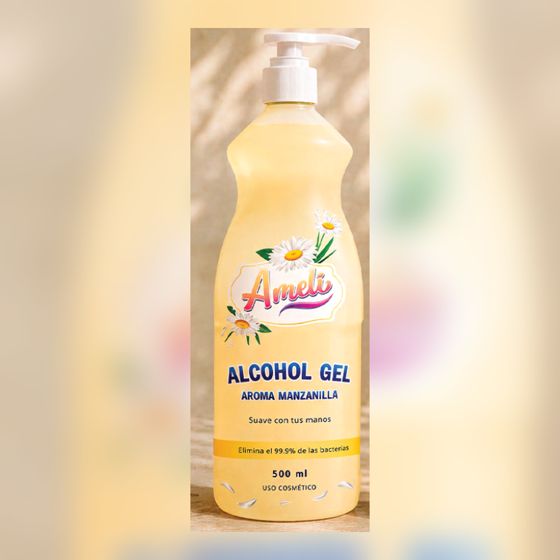 Amelí
ALCOHOL GEL
AROMA MANZANILLA
Suave con tus manos
Elimina el 99.9% de las bacterias
500 ml
USO COSMÉTICO